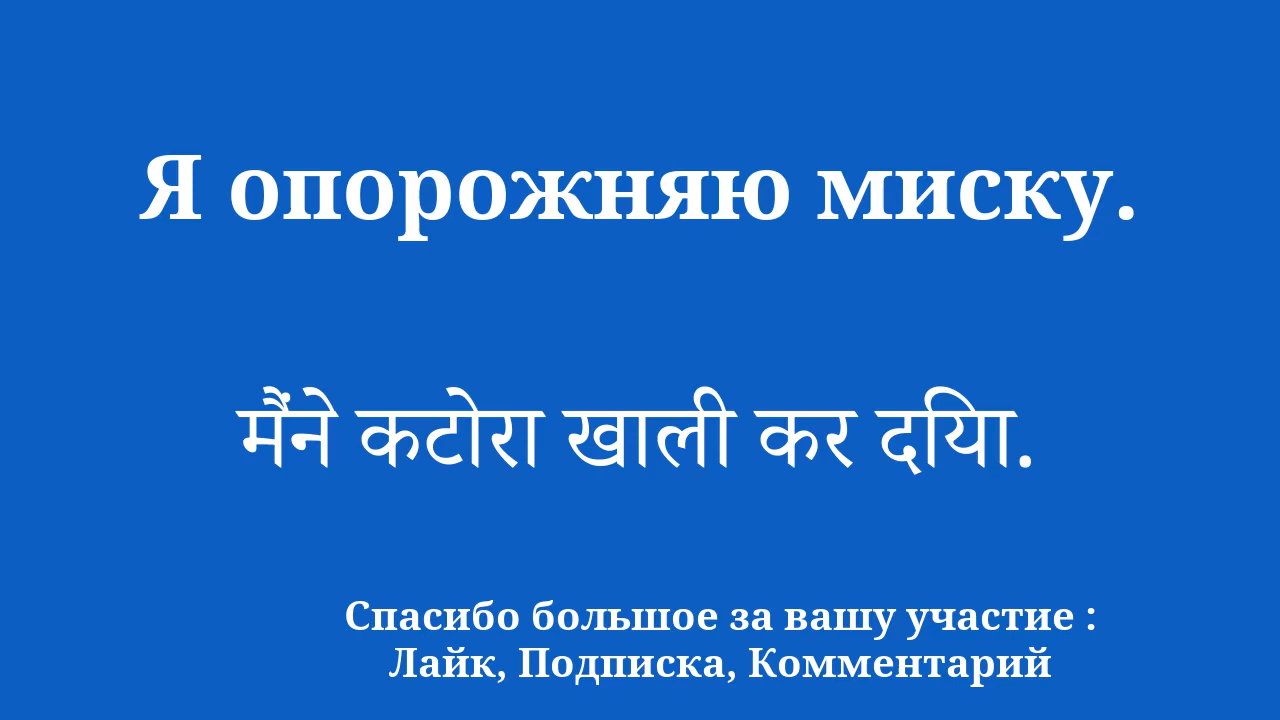 Я опорожняю миску.
मैंने कटोरा खाली कर दिया.
Спасибо большое за вашу участие :
Лайк, Подписка, Комментарий